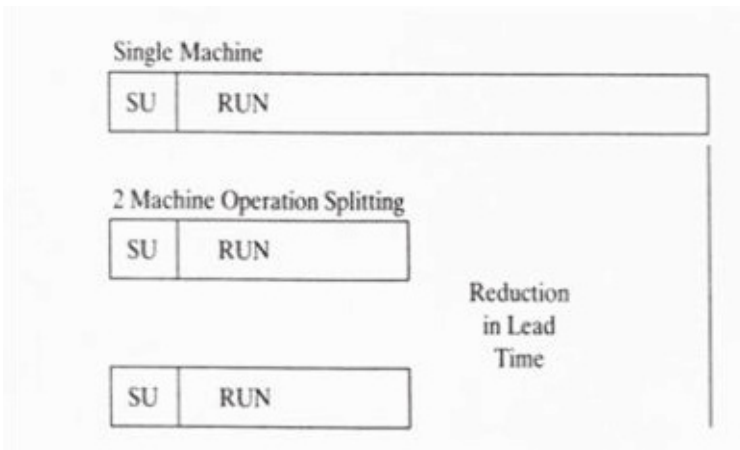 Single Machine
SU RUN
2 Machine Operation Splitting
SU RUN
Reduction
in Lead
Time
SU RUN